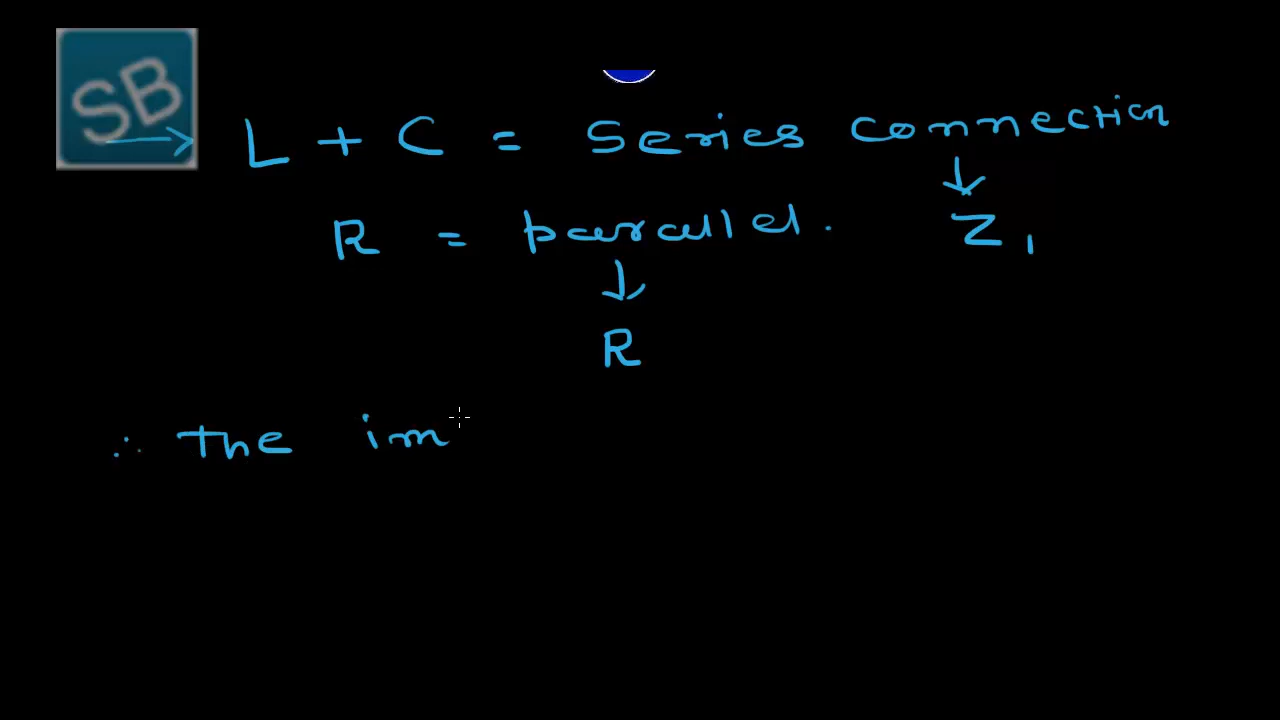 SB
→ L + C = Series connection
↓
R = parallel. Z1
↓
R
∴ The im